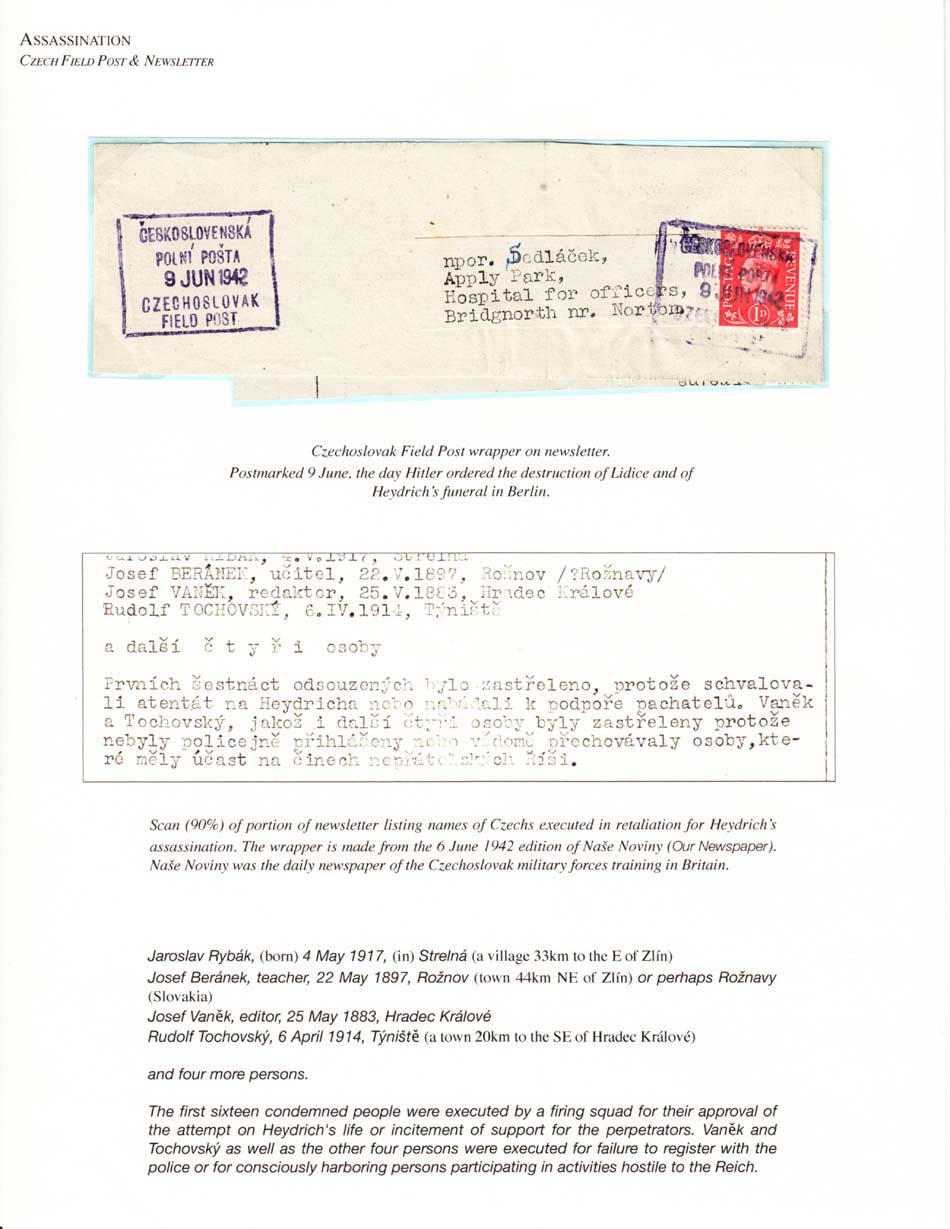 ASSASSINATION
CZECH FIELD POST & NEWSLETTER
ČESKOSLOVENSKÁ
POLNÍ POŠTA
9 JUN 1942
CZECHOSLOVAK
FIELD POST
npor. Šedláček,
Apply Park,
Hospital for officers,
Bridgnorth nr. Norton.
ČESKOSLOVENSKÁ
POLNÍ POŠTA
9 JUN 1942
POSTAGE REVENUE
1D
Czechoslovak Field Post wrapper on newsletter.
Postmarked 9 June, the day Hitler ordered the destruction of Lidice and of
Heydrich's funeral in Berlin.
Jaroslav RIBÁK, 4.V.1917, Střelná
Josef BERÁNEK, učitel, 22.V.1897, Rožnov /?Rožnavy/
Josef VANĚK, redaktor, 25.V.1883, Hradec Králové
Rudolf TOCHOVSKÝ, 6.IV.1914, Týniště
a další č t y ř i osoby
Prvních šestnáct odsouzených bylo zastřeleno, protože schvalova-
li atentát na Heydricha nebo nabádali k podpoře pachatelů. Vaněk
a Tochovský, jakož i další čtyři osoby byly zastřeleny protože
nebyly policejně přihlášeny nebo vědomě přechovávaly osoby,kte-
ré měly účast na činech nepřátelských Říši.
Scan (90%) of portion of newsletter listing names of Czechs executed in retaliation for Heydrich's
assassination. The wrapper is made from the 6 June 1942 edition of Naše Noviny (Our Newspaper).
Naše Noviny was the daily newspaper of the Czechoslovak military forces training in Britain.
Jaroslav Rybák, (born) 4 May 1917, (in) Strelná (a village 33km to the E of Zlín)
Josef Beránek, teacher, 22 May 1897, Rožnov (town 44km NE of Zlín) or perhaps Rožnavy
(Slovakia)
Josef Vaněk, editor, 25 May 1883, Hradec Králové
Rudolf Tochovský, 6 April 1914, Týniště (a town 20km to the SE of Hradec Králové)
and four more persons.
The first sixteen condemned people were executed by a firing squad for their approval of
the attempt on Heydrich's life or incitement of support for the perpetrators. Vaněk and
Tochovský as well as the other four persons were executed for failure to register with the
police or for consciously harboring persons participating in activities hostile to the Reich.